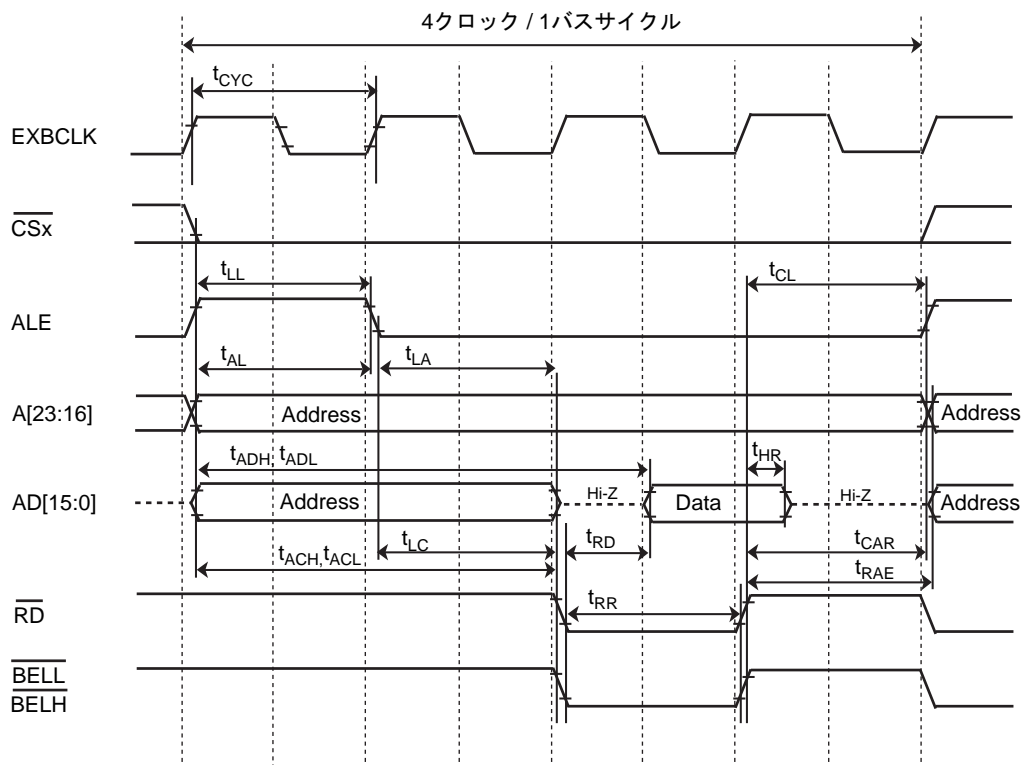 4クロック / 1バスサイクル
tCYC
EXBCLK
CSx
tLL
tCL
ALE
tAL
tLA
A[23:16]
Address
Address
tADH, tADL
tHR
AD[15:0]
Address
Hi-Z
Data
Hi-Z
Address
tLC
tRD
tCAR
tACH,tACL
tRAE
tRR
RD
BELL
BELH